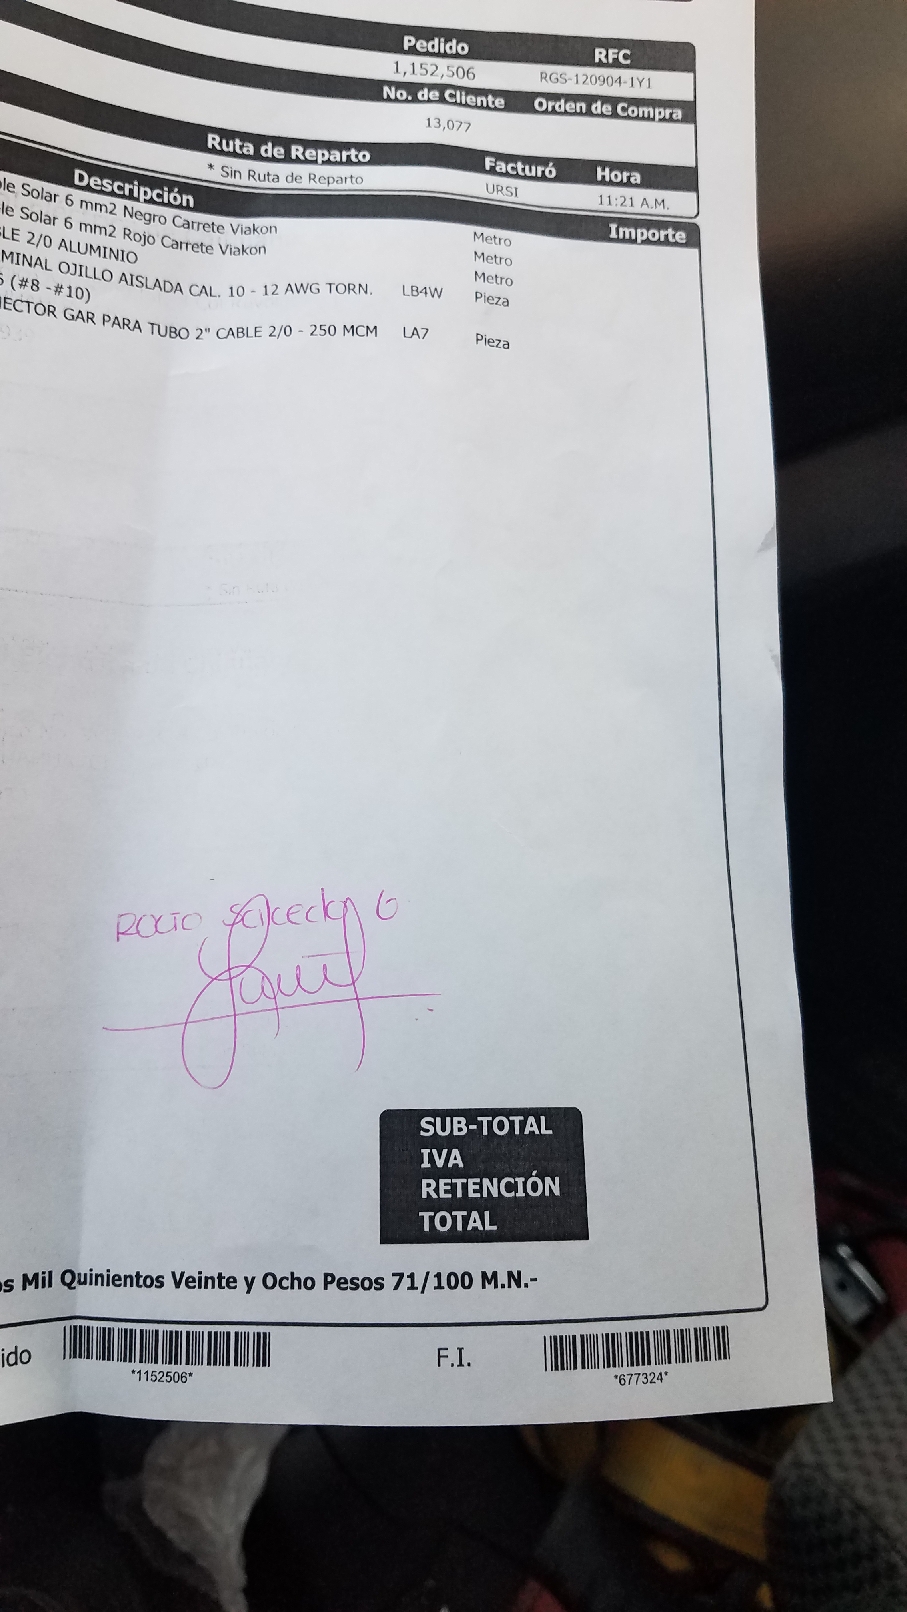 Pedido RFC
1,152,506 RGS-120904-1Y1
No. de Cliente Orden de Compra
13,077
Ruta de Reparto Facturó Hora
* Sin Ruta de Reparto URSI 11:21 A.M.
Descripción Importe
le Solar 6 mm2 Negro Carrete Viakon Metro
le Solar 6 mm2 Rojo Carrete Viakon Metro
LE 2/0 ALUMINIO Metro
MINAL OJILLO AISLADA CAL. 10 - 12 AWG TORN. LB4W Pieza
(#8 -#10)
ECTOR GAR PARA TUBO 2" CABLE 2/0 - 250 MCM LA7 Pieza
* Sin Ruta
SUB-TOTAL
IVA
RETENCIÓN
TOTAL
s Mil Quinientos Veinte y Ocho Pesos 71/100 M.N.-
ido F.I.
*1152506* *677324*